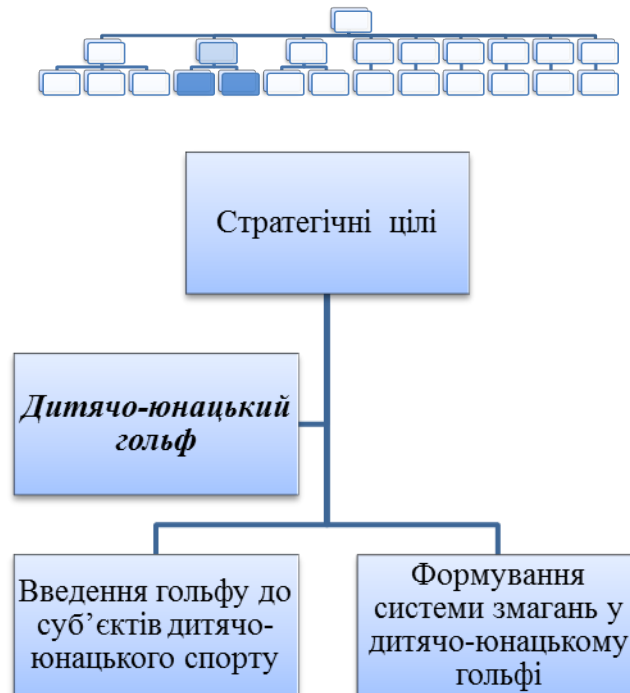 Стратегічні цілі
Дитячо-юнацький
гольф
Введення гольфу до
суб’єктів дитячо-
юнацького спорту
Формування
системи змагань у
дитячо-юнацькому
гольфі